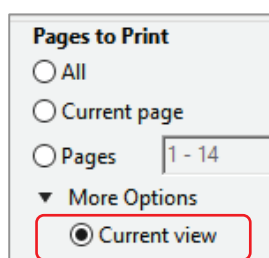 Pages to Print
All
Current page
Pages 1 - 14
More Options
Current view